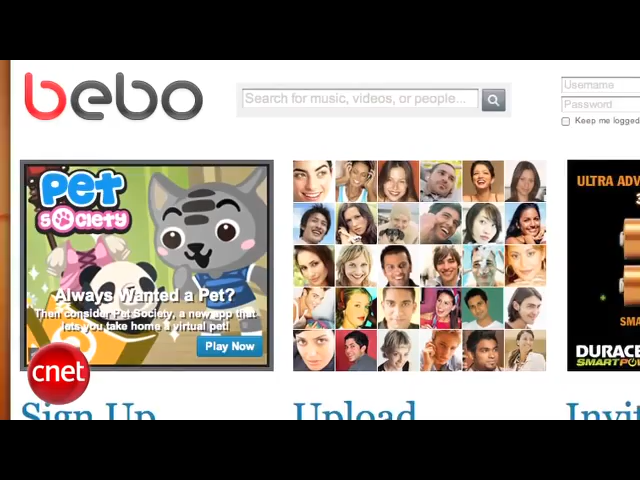 bebo
Search for music, videos, or people...
Username
Password
Keep me logged
Pet
SOCIETY
ULTRA ADV
Always Wanted a Pet?
Then consider Pet Society, a new app that
lets you take home a virtual pet!
Play Now
SMA
DURACE
SMARTPOW
cnet
Sign Up
Upload
Invit